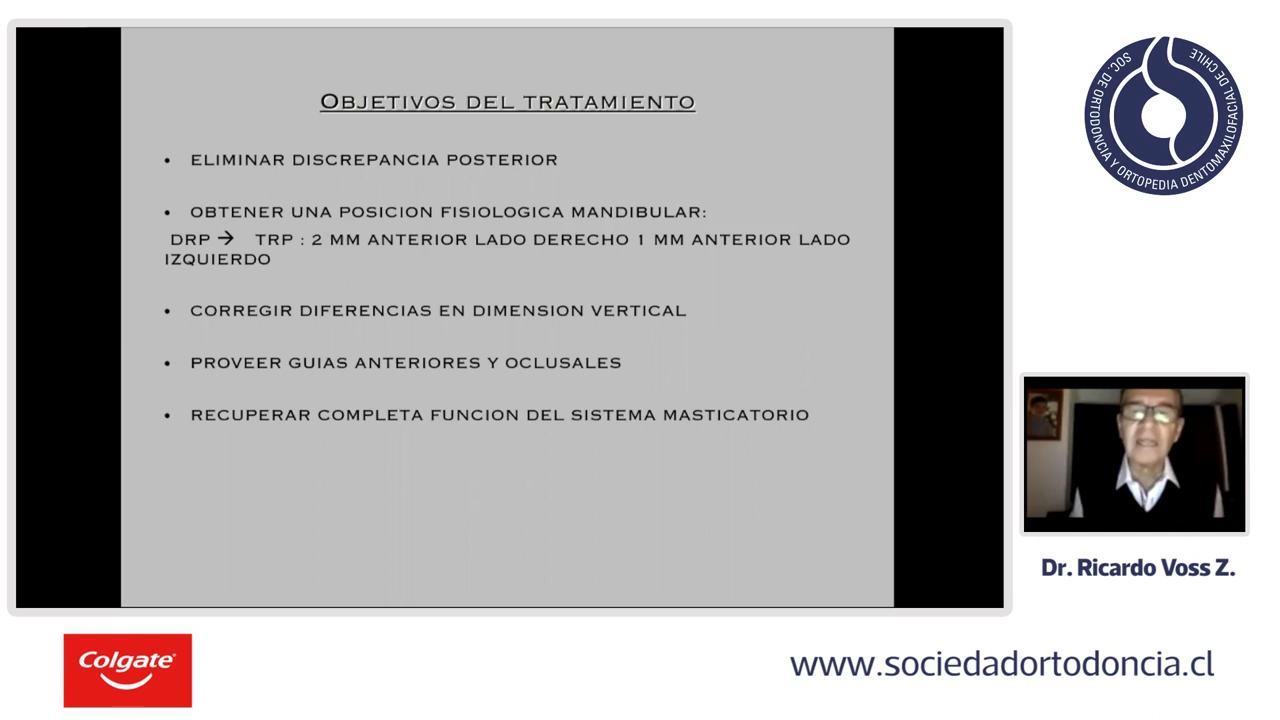 OBJETIVOS DEL TRATAMIENTO
• ELIMINAR DISCREPANCIA POSTERIOR
• OBTENER UNA POSICION FISIOLOGICA MANDIBULAR:
DRP → TRP : 2 MM ANTERIOR LADO DERECHO 1 MM ANTERIOR LADO
IZQUIERDO
• CORREGIR DIFERENCIAS EN DIMENSION VERTICAL
• PROVEER GUIAS ANTERIORES Y OCLUSALES
• RECUPERAR COMPLETA FUNCION DEL SISTEMA MASTICATORIO
SOC. DE ORTODONCIA Y ORTOPEDIA DENTOMAXILOFACIAL DE CHILE
Dr. Ricardo Voss Z.
Colgate®
www.sociedadortodoncia.cl